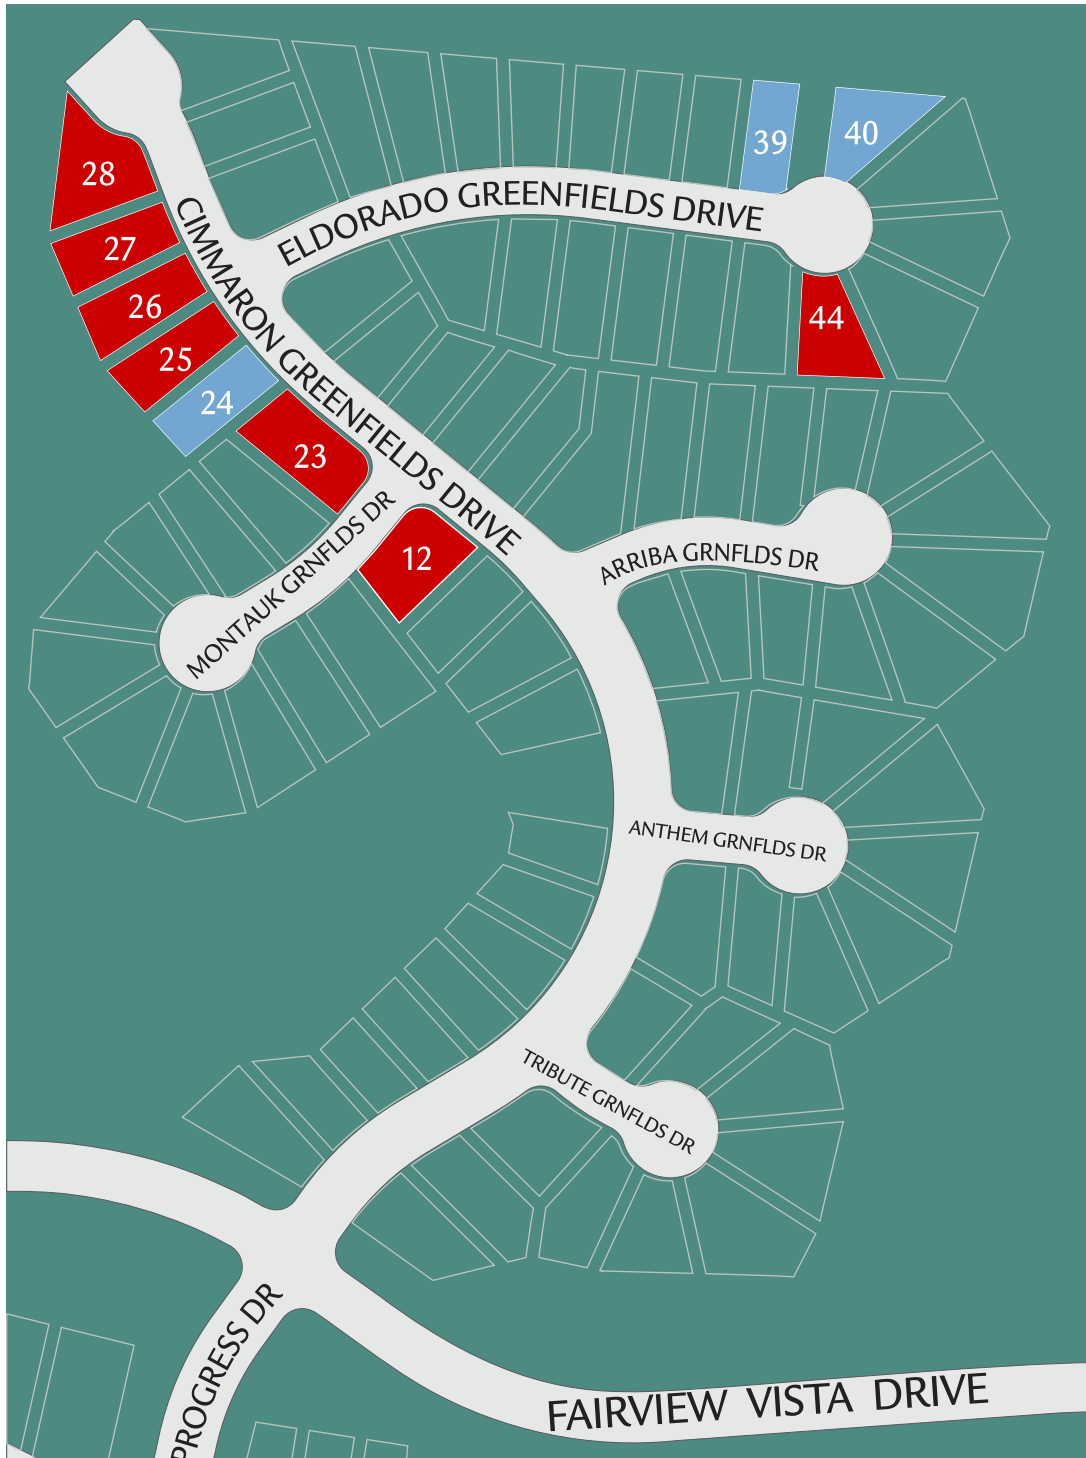 39
40
28
27
26
25
24
23
12
44
CIMMARON GREENFIELDS DRIVE
ELDORADO GREENFIELDS DRIVE
MONTAUK GRNFLDS DR
ARRIBA GRNFLDS DR
ANTHEM GRNFLDS DR
TRIBUTE GRNFLDS DR
PROGRESS DR
FAIRVIEW VISTA DRIVE